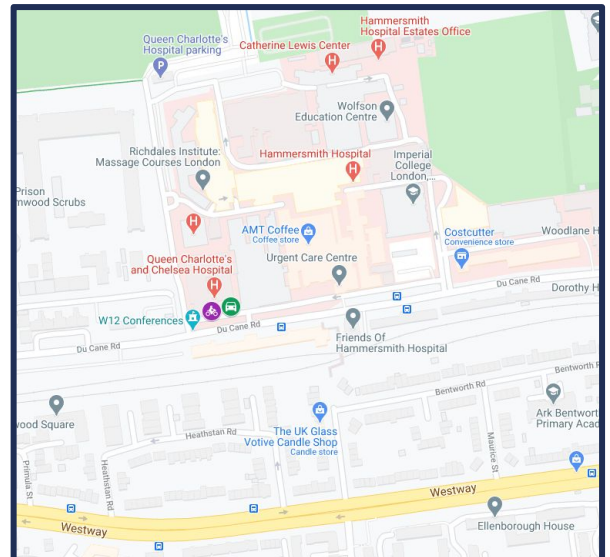 Queen Charlotte's
Hospital parking
P
Catherine Lewis Center
H
Hammersmith
Hospital Estates Office
H
Wolfson
Education Centre
Richdales Institute:
Massage Courses London
Hammersmith Hospital
H
Imperial
College
London,...
Prison
mwood Scrubs
H
AMT Coffee
Coffee store
Costcutter
Convenience store
Woodlane H
Queen Charlotte's
and Chelsea Hospital
H
Urgent Care Centre
Dorothy H
W12 Conferences
Du Cane Rd
Du Cane Rd
Du Cane Rd
Friends Of
Hammersmith Hospital
Bentworth Rd
Bentworth Rd
wood Square
Heathstan Rd
The UK Glass
Votive Candle Shop
Candle store
Ark Bentwort
Primary Acad
Primula St
Heathstan Rd
Maurice St
Westway
Westway
Ellenborough House